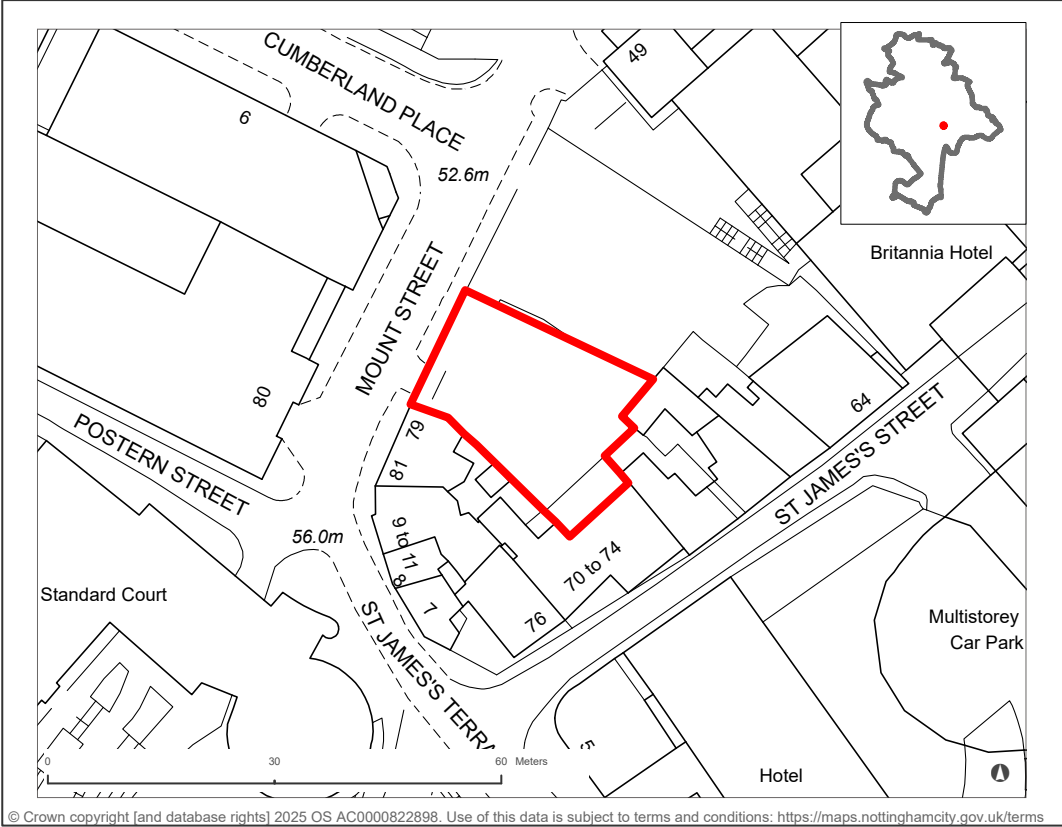 CUMBERLAND PLACE
49
6
52.6m
Britannia Hotel
MOUNT STREET
80
79
64
POSTERN STREET
81
ST JAMES'S STREET
56.0m
9 to 11
70 to 74
8
Standard Court
7
76
Multistorey
Car Park
ST JAMES'S TERRA
5
0 30 60 Meters
Hotel
© Crown copyright [and database rights] 2025 OS AC0000822898. Use of this data is subject to terms and conditions: https://maps.nottinghamcity.gov.uk/terms